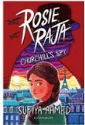 ROSIE
RAJA
CHURCHILL'S SPY
SUFIYA AHMED